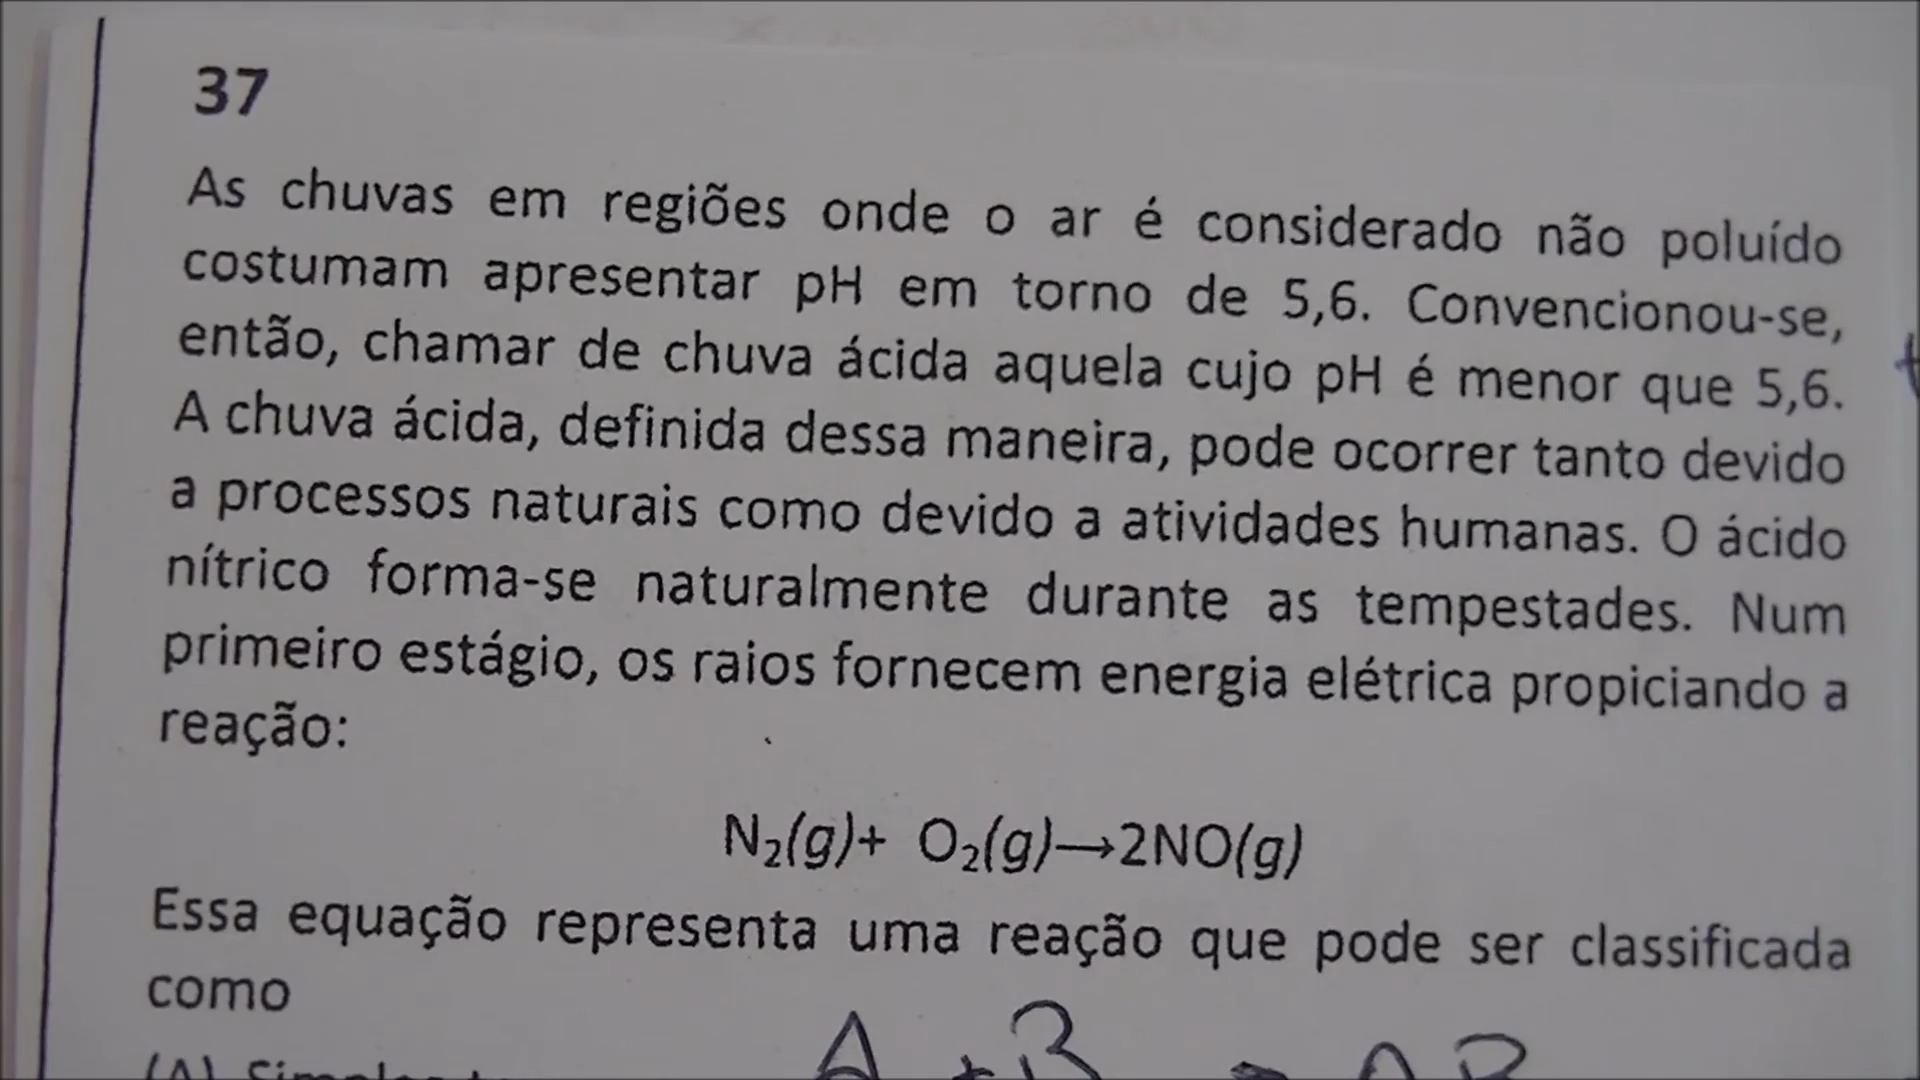 37
As chuvas em regiões onde o ar é considerado não poluído
costumam apresentar pH em torno de 5,6. Convencionou-se,
então, chamar de chuva ácida aquela cujo pH é menor que 5,6.
A chuva ácida, definida dessa maneira, pode ocorrer tanto devido
a processos naturais como devido a atividades humanas. O ácido
nítrico forma-se naturalmente durante as tempestades. Num
primeiro estágio, os raios fornecem energia elétrica propiciando a
reação:
N₂(g)+ O₂(g)→2NO(g)
Essa equação representa uma reação que pode ser classificada
como
A + B